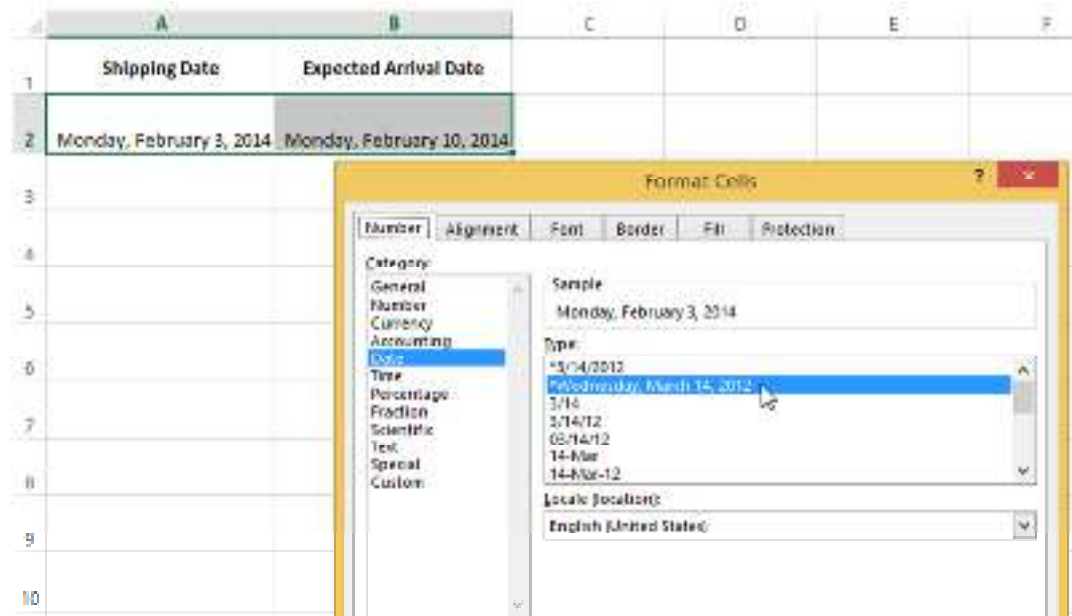 A B C D E F
1 Shipping Date Expected Arrival Date
2 Monday, February 3, 2014 Monday, February 10, 2014
3
Format Cells ? ×
Number Alignment Font Border Fill Protection
4
Category:
General Sample
Number Monday, February 3, 2014
5
Currency
Accounting Type:
Date *3/14/2012
6
Time *Wednesday, March 14, 2012
Percentage 3/14
Fraction 3/14/12
7
Scientific 03/14/12
Text 14-Mar
Special 14-Mar-12
8
Custom
Locale (location):
English (United States)
9
10